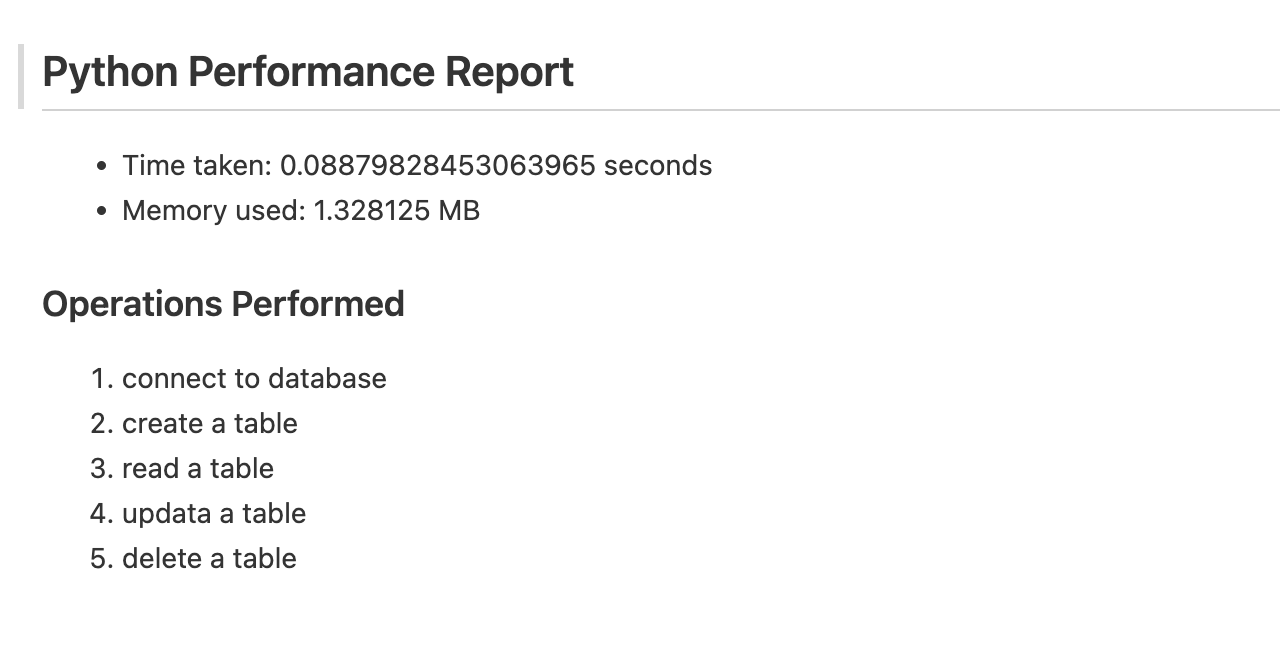 Python Performance Report
• Time taken: 0.08879828453063965 seconds
• Memory used: 1.328125 MB
Operations Performed
1. connect to database
2. create a table
3. read a table
4. updata a table
5. delete a table